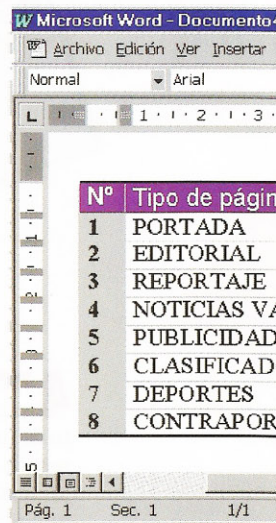 Microsoft Word - Documento4
Archivo Edición Ver Insertar
Normal Arial
L 1 2 3
Nº Tipo de págin
1 PORTADA
2 EDITORIAL
3 REPORTAJE
4 NOTICIAS VA
5 PUBLICIDAD
6 CLASIFICAD
7 DEPORTES
8 CONTRAPOR
Pág. 1 Sec. 1 1/1